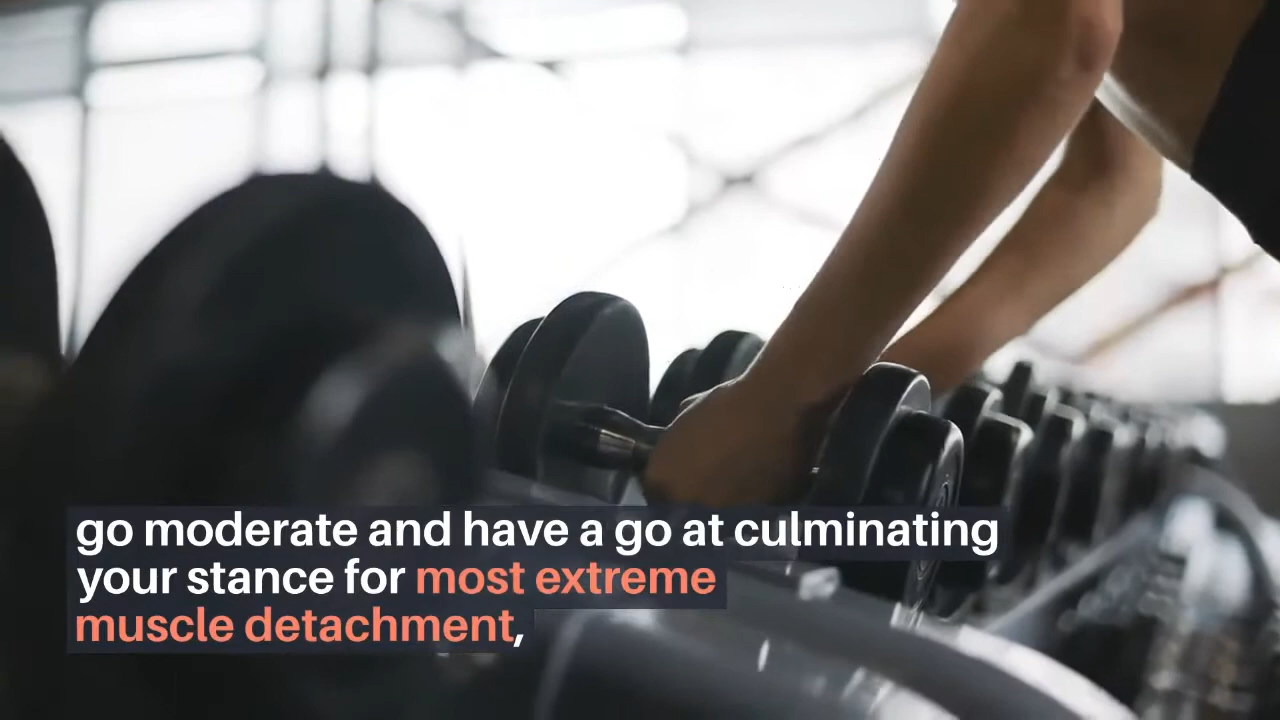 go moderate and have a go at culminating
your stance for most extreme
muscle detachment,